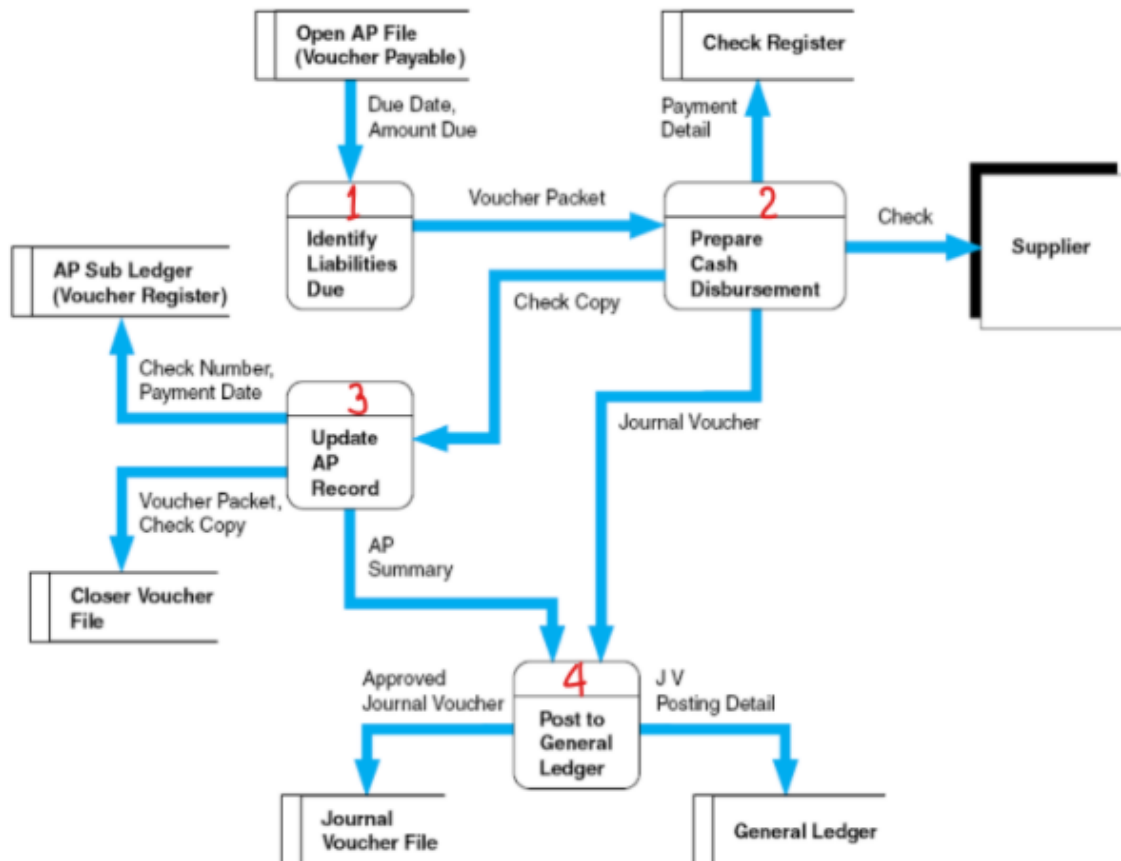 Open AP File
(Voucher Payable)
Check Register
Due Date,
Amount Due
Payment
Detail
1
Identify
Liabilities
Due
Voucher Packet
2
Prepare
Cash
Disbursement
Check
Supplier
AP Sub Ledger
(Voucher Register)
Check Copy
Check Number,
Payment Date
3
Update
AP
Record
Journal Voucher
Voucher Packet,
Check Copy
AP
Summary
Closer Voucher
File
Approved
Journal Voucher
4
Post to
General
Ledger
J V
Posting Detail
Journal
Voucher File
General Ledger